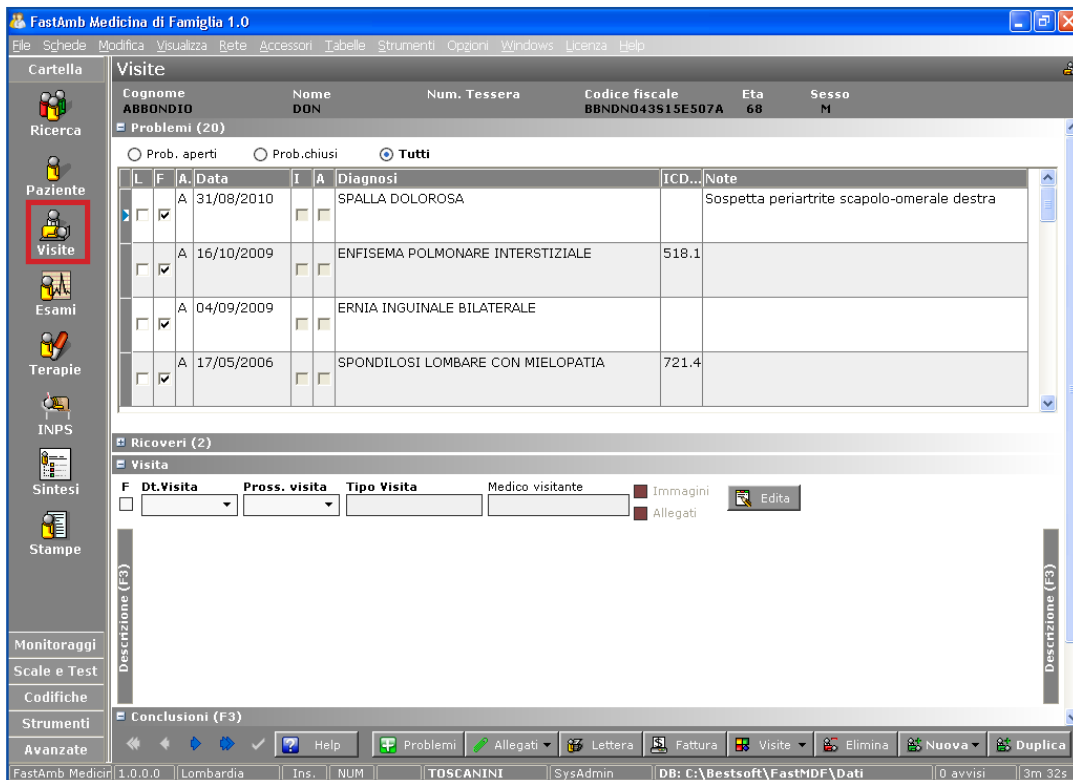 FastAmb Medicina di Famiglia 1.0
File Schede Modifica Visualizza Rete Accessori Tabelle Strumenti Opzioni Windows Licenza Help
Cartella
Ricerca
Paziente
Visite
Esami
Terapie
INPS
Sintesi
Stampe
Monitoraggi
Scale e Test
Codifiche
Strumenti
Avanzate
Visite
Cognome Nome Num. Tessera Codice fiscale Eta Sesso
ABBONDIO DON BBNDNO43S15E507A 68 M
Problemi (20)
Prob. aperti Prob.chiusi Tutti
L F A. Data I A Diagnosi ICD... Note
A 31/08/2010 SPALLA DOLOROSA Sospetta periartrite scapolo-omerale destra
A 16/10/2009 ENFISEMA POLMONARE INTERSTIZIALE 518.1
A 04/09/2009 ERNIA INGUINALE BILATERALE
A 17/05/2006 SPONDILOSI LOMBARE CON MIELOPATIA 721.4
Ricoveri (2)
Visita
F Dt.Visita Pross. visita Tipo Visita Medico visitante Immagini
Allegati
Edita
Descrizione (F3)
Descrizione (F3)
Conclusioni (F3)
Help Problemi Allegati Lettera Fattura Visite Elimina Nuova Duplica
FastAmb Medicin 1.0.0.0 Lombardia Ins. NUM TOSCANINI SysAdmin DB: C:\Bestsoft\FastMDF\Dati 0 avvisi 3m 32s